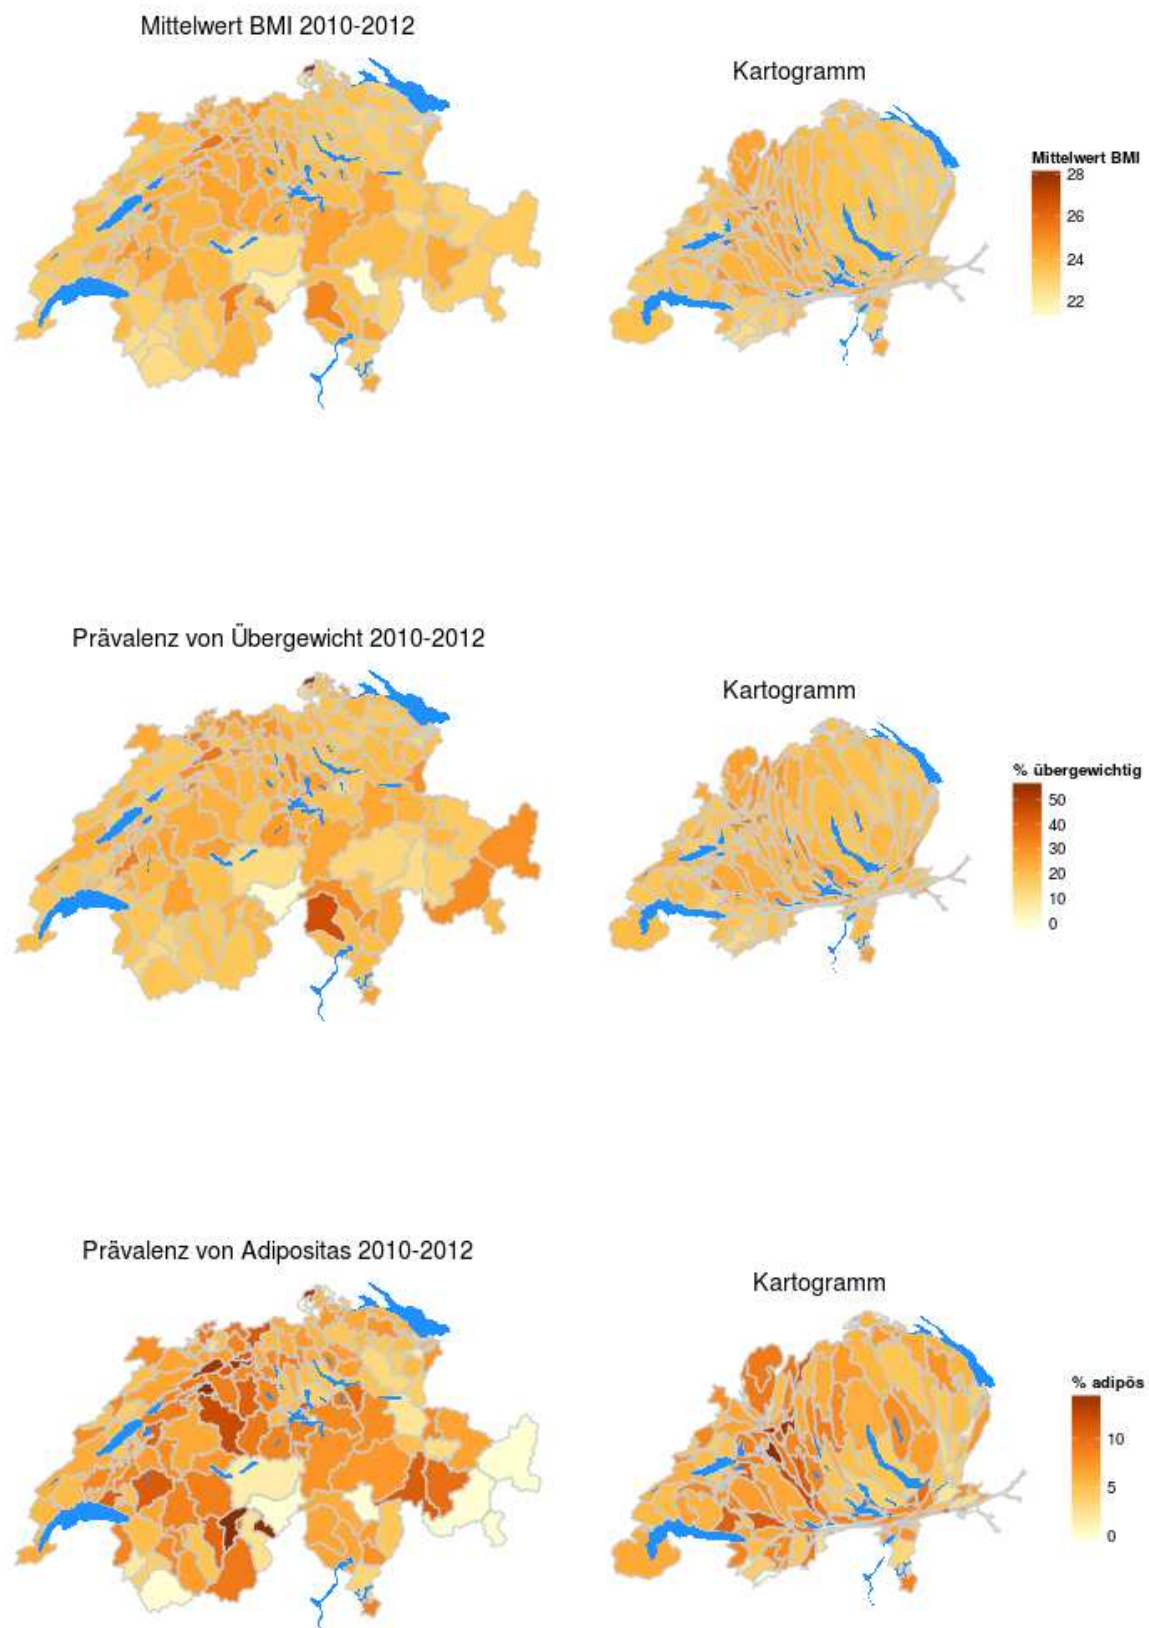 Mittelwert BMI 2010-2012
Kartogramm
Mittelwert BMI
28
26
24
22
Prävalenz von Übergewicht 2010-2012
Kartogramm
% übergewichtig
50
40
30
20
10
0
Prävalenz von Adipositas 2010-2012
Kartogramm
% adipös
10
5
0